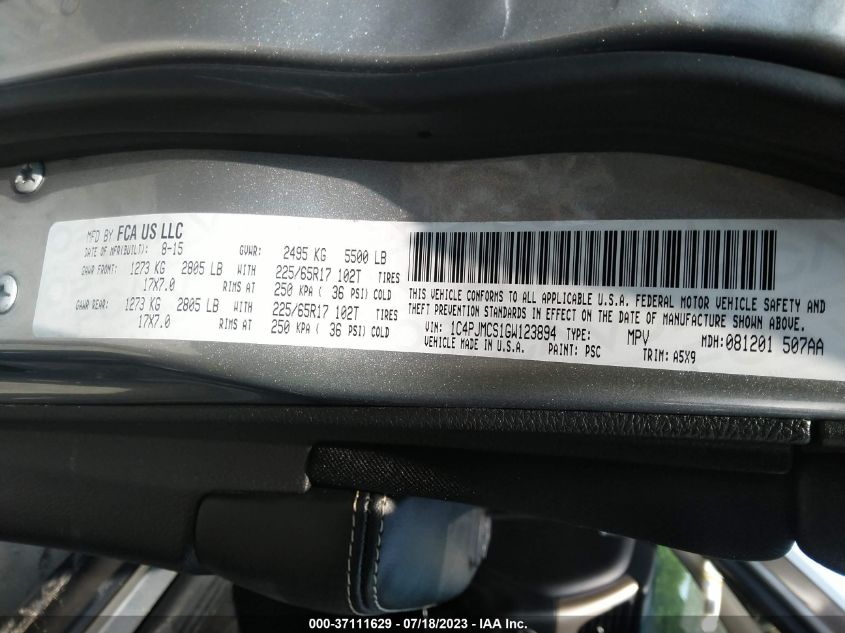 MFD BY FCA US LLC
DATE OF MFR(BUILT): 8-15 GVWR: 2495 KG 5500 LB
GAWR FRONT: 1273 KG 2805 LB WITH 225/65R17 102T TIRES
17X7.0 RIMS AT 250 KPA ( 36 PSI) COLD
GAWR REAR: 1273 KG 2805 LB WITH 225/65R17 102T TIRES
17X7.0 RIMS AT 250 KPA ( 36 PSI) COLD
THIS VEHICLE CONFORMS TO ALL APPLICABLE U.S.A. FEDERAL MOTOR VEHICLE SAFETY AND
THEFT PREVENTION STANDARDS IN EFFECT ON THE DATE OF MANUFACTURE SHOWN ABOVE.
VIN: 1C4PJMCS1GW123894 TYPE: MPV MDH: 081201 507AA
VEHICLE MADE IN U.S.A. PAINT: PSC TRIM: A5X9
000-37111629 - 07/18/2023 - IAA Inc.